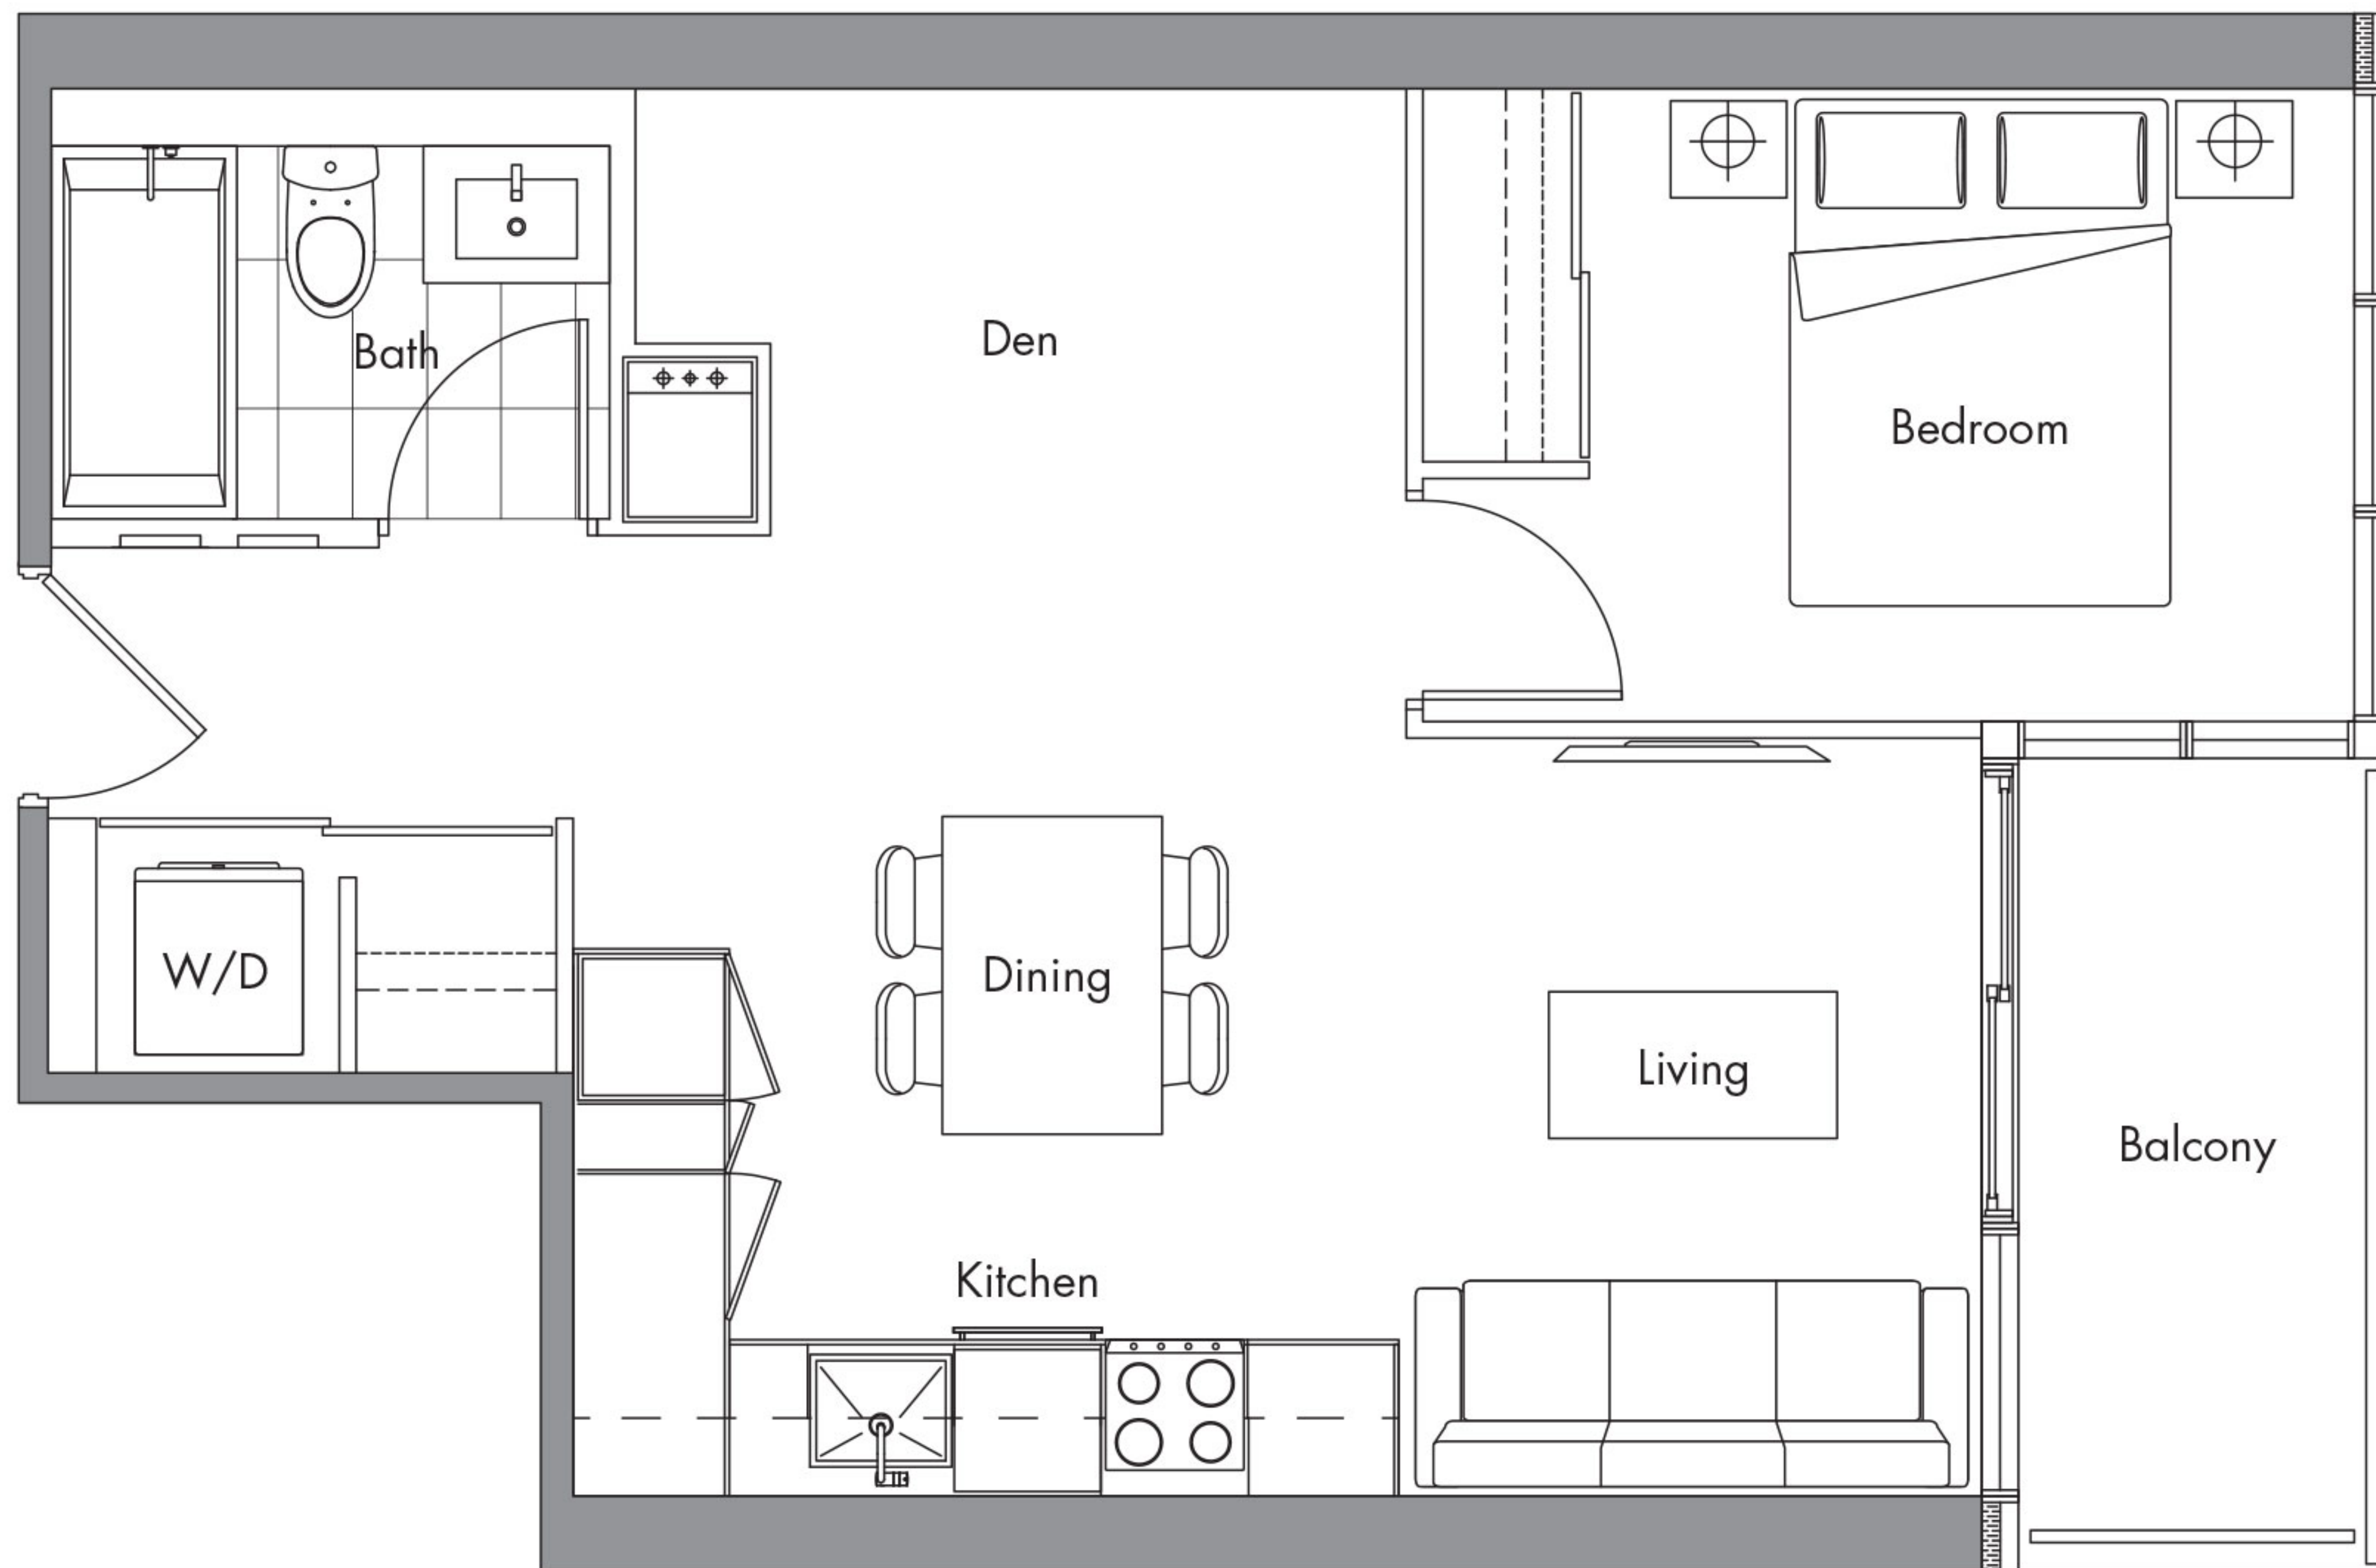 Den
Bath
Bedroom
W/D
Dining
Living
Balcony
Kitchen